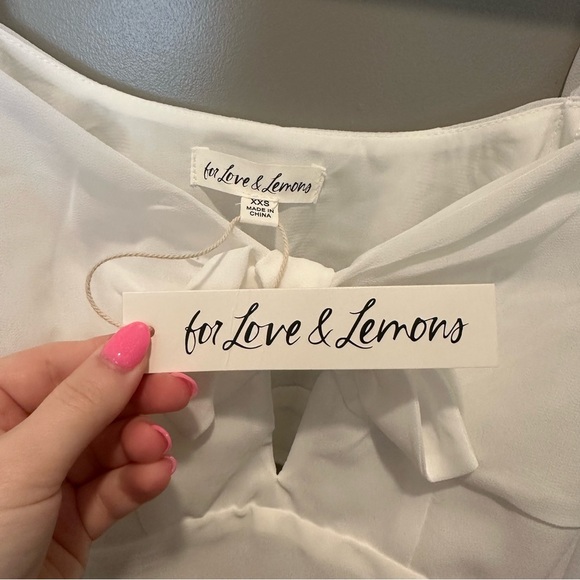 for Love & Lemons
XXS
MADE IN
CHINA
for Love & Lemons